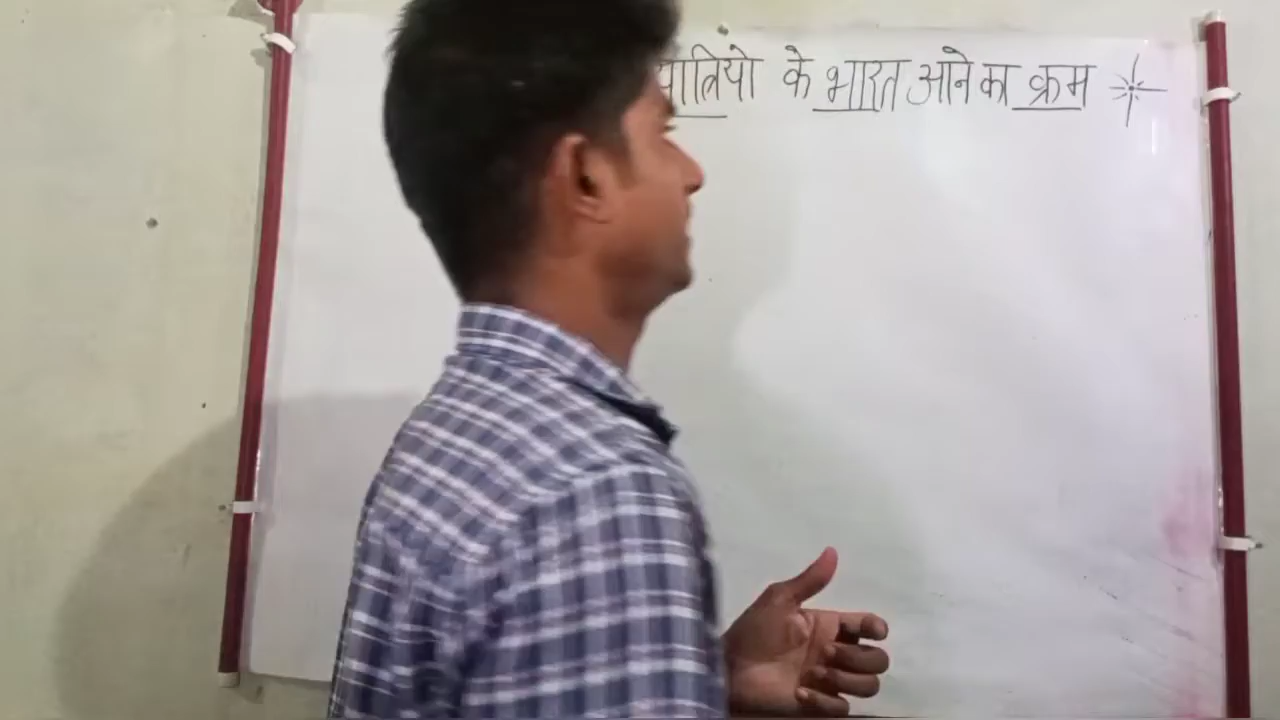 यात्रियो के भारत आने का क्रम